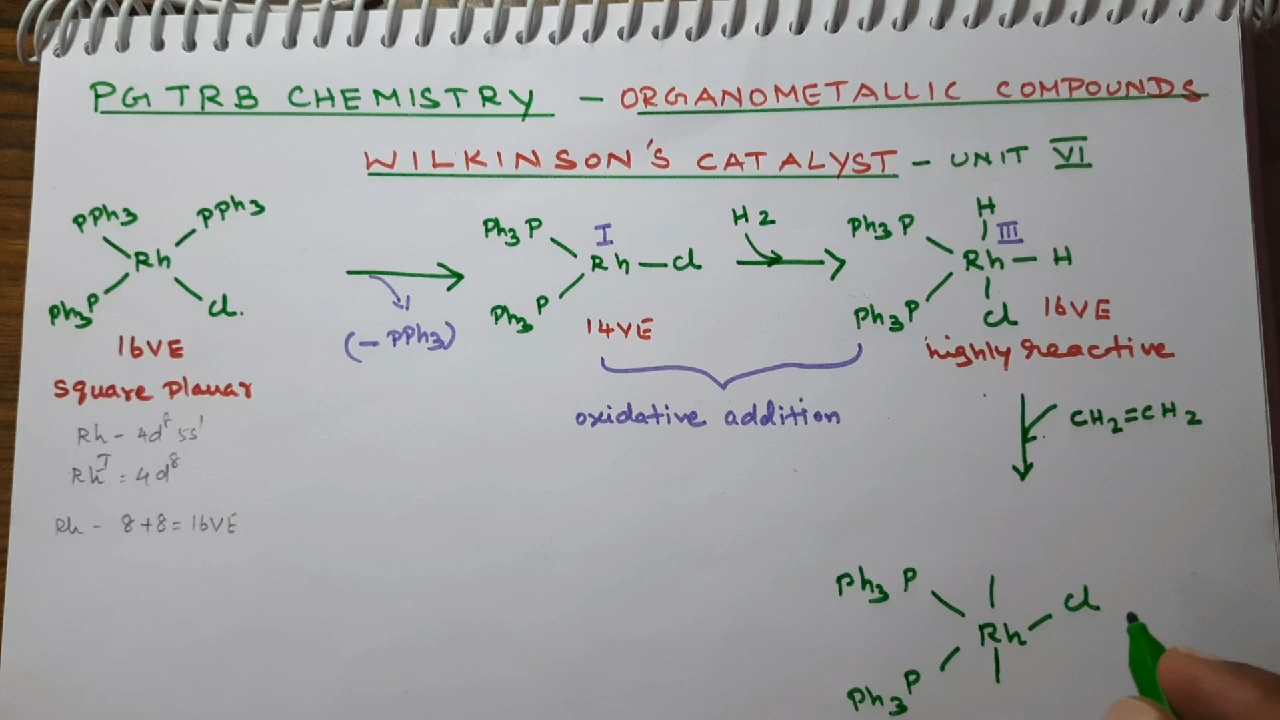 PG TRB CHEMISTRY - ORGANOMETALLIC COMPOUNDS
WILKINSON'S CATALYST - UNIT VI
PPh3 PPh3
Rh
Ph3P Cl.
16VE
Square Planar
Rh - 4d8 5s1
RhI = 4d8
Rh - 8+8 = 16VE
(- PPh3)
Ph3P I
Rh - Cl
Ph3P
14VE
H2
H
Ph3P III
Rh - H
Ph3P Cl 16VE
highly reactive
oxidative addition
CH2=CH2
Ph3P Cl
Rh
Ph3P